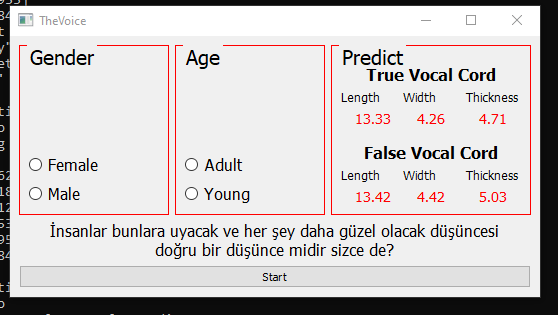 TheVoice
Gender
Female
Male
Age
Adult
Young
Predict
True Vocal Cord
Length Width Thickness
13.33 4.26 4.71
False Vocal Cord
Length Width Thickness
13.42 4.42 5.03
İnsanlar bunlara uyacak ve her şey daha güzel olacak düşüncesi
doğru bir düşünce midir sizce de?
Start